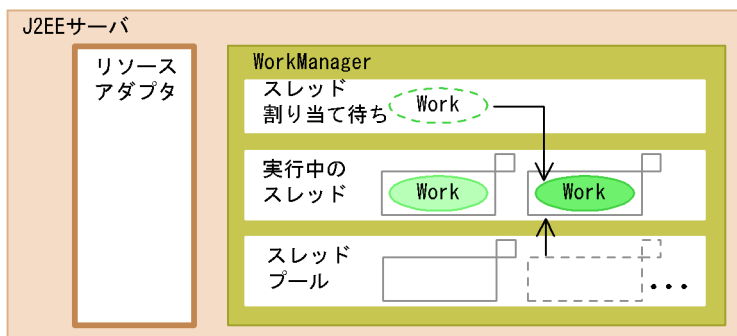 J2EEサーバ
リソース
アダプタ
WorkManager
スレッド
割り当て待ち
Work
実行中の
スレッド
Work
Work
スレッド
プール
...